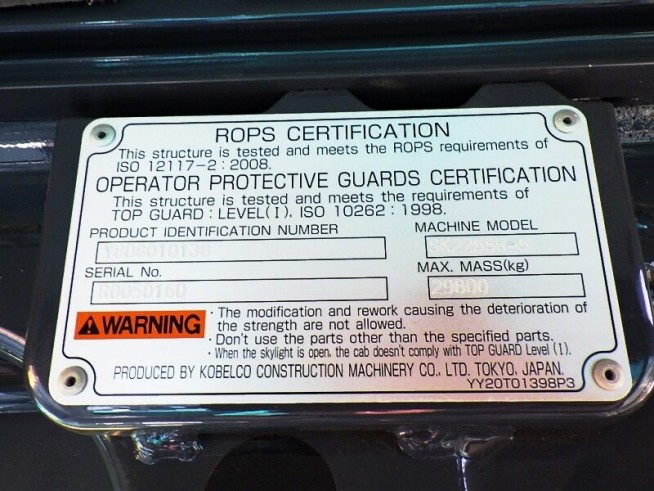 ROPS CERTIFICATION
This structure is tested and meets the ROPS requirements of
ISO 12117-2 : 2008.
OPERATOR PROTECTIVE GUARDS CERTIFICATION
This structure is tested and meets the requirements of
TOP GUARD : LEVEL(I), ISO 10262 : 1998.
PRODUCT IDENTIFICATION NUMBER
MACHINE MODEL
SERIAL No.
R0050160
MAX. MASS(kg)
29800
WARNING
· The modification and rework causing the deterioration of
the strength are not allowed.
· Don't use the parts other than the specified parts.
· When the skylight is open, the cab doesn't comply with TOP GUARD Level (I).
PRODUCED BY KOBELCO CONSTRUCTION MACHINERY CO., LTD. TOKYO, JAPAN.
YY20T01398P3